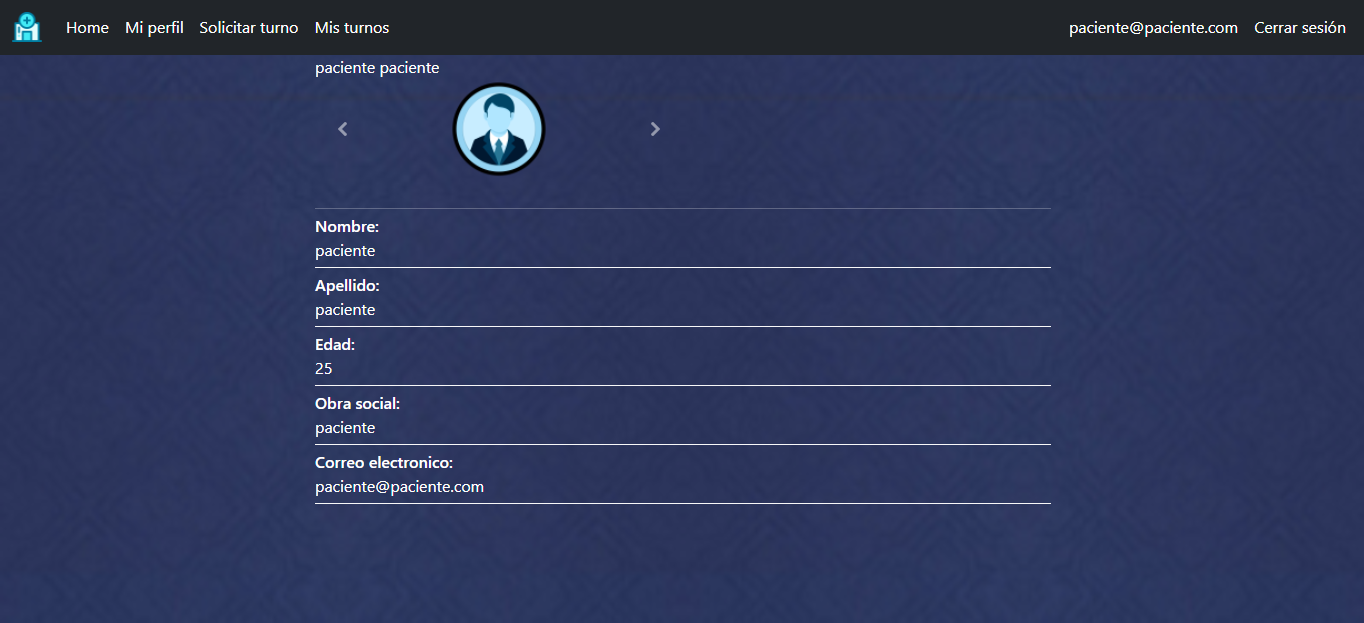 Home Mi perfil Solicitar turno Mis turnos paciente@paciente.com Cerrar sesión
paciente paciente
Nombre:
paciente
Apellido:
paciente
Edad:
25
Obra social:
paciente
Correo electronico:
paciente@paciente.com